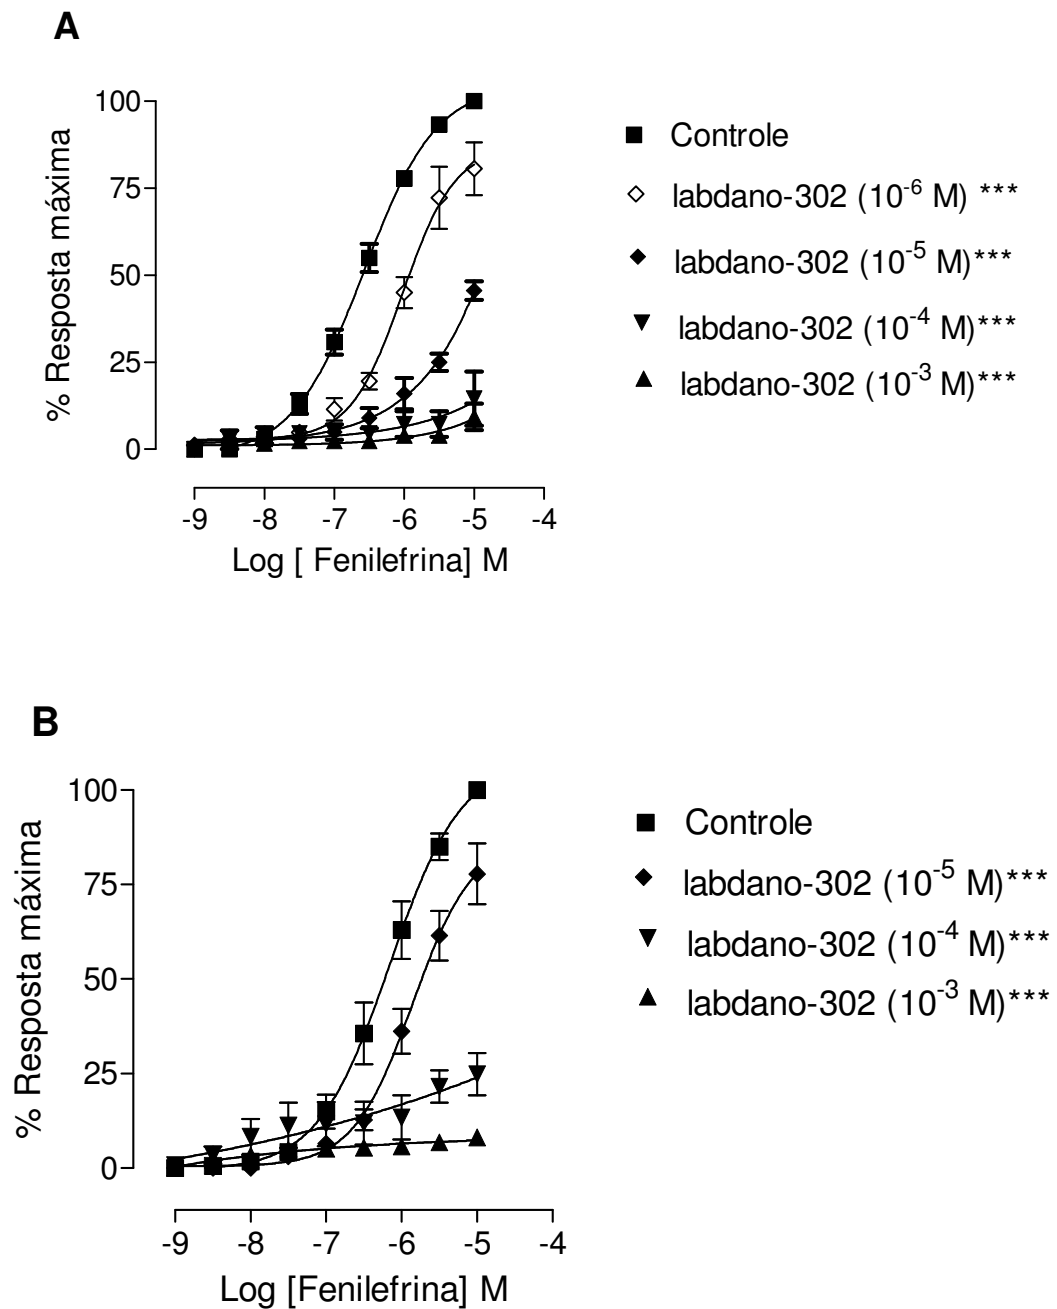 A
100
75
50
25
0
% Resposta máxima
-9 -8 -7 -6 -5 -4
Log [ Fenilefrina] M
Controle
labdano-302 (10⁻⁶ M) ***
labdano-302 (10⁻⁵ M)***
labdano-302 (10⁻⁴ M)***
labdano-302 (10⁻³ M)***
B
100
75
50
25
0
% Resposta máxima
-9 -8 -7 -6 -5 -4
Log [Fenilefrina] M
Controle
labdano-302 (10⁻⁵ M)***
labdano-302 (10⁻⁴ M)***
labdano-302 (10⁻³ M)***